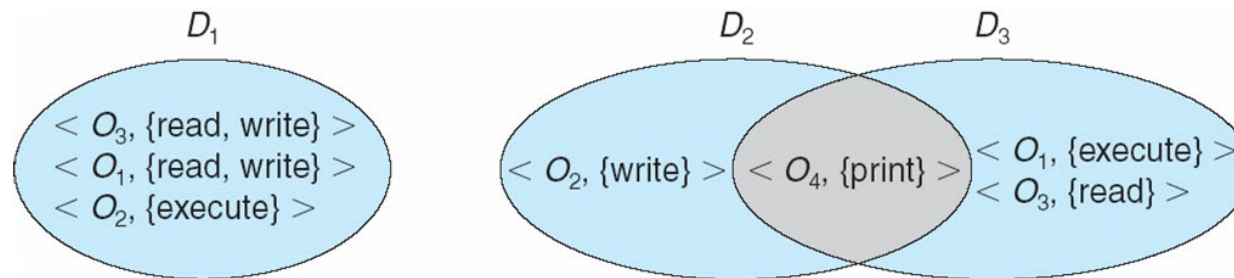 D₁
D₂
D₃
< O₃, {read, write} >
< O₁, {read, write} >
< O₂, {execute} >
< O₂, {write} >
< O₄, {print} >
< O₁, {execute} >
< O₃, {read} >